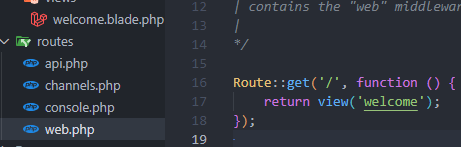 views
welcome.blade.php
routes
api.php
channels.php
console.php
web.php
12 | contains the "web" middlewar
13 |
14 */
15
16 Route::get('/', function () {
17 return view('welcome');
18 });
19